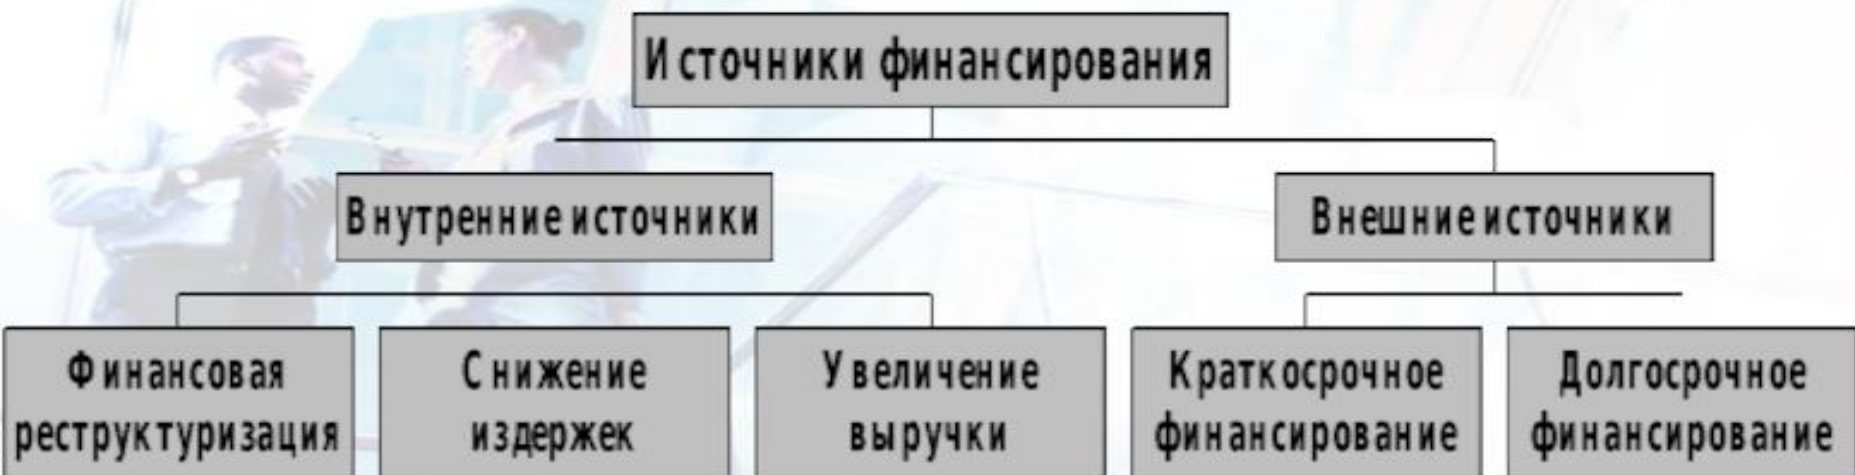 Источники финансирования
Внутренние источники
Внешние источники
Финансовая
реструктуризация
Снижение
издержек
Увеличение
выручки
Краткосрочное
финансирование
Долгосрочное
финансирование